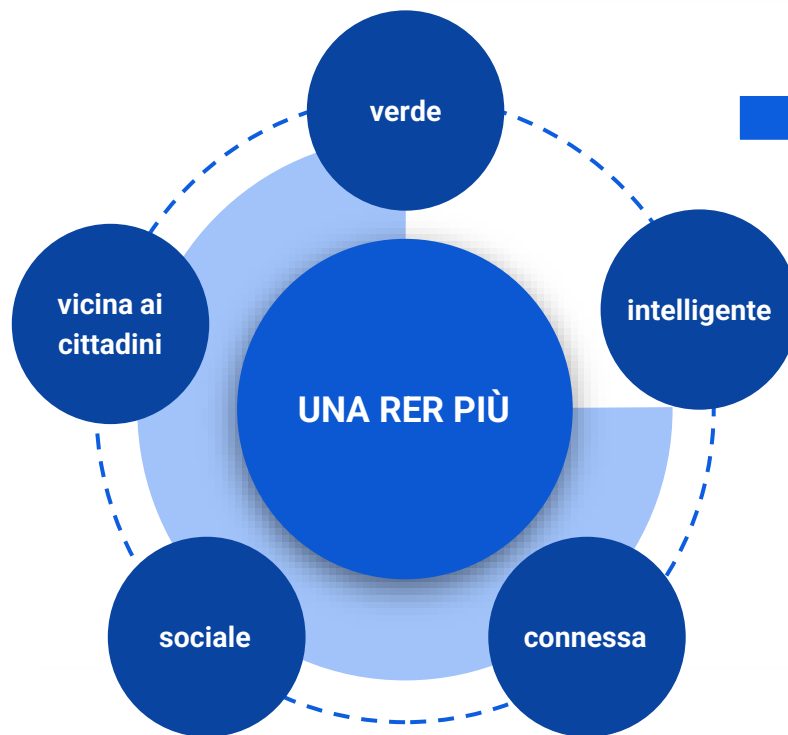 verde
intelligente
vicina ai
cittadini
UNA RER PIÙ
sociale
connessa